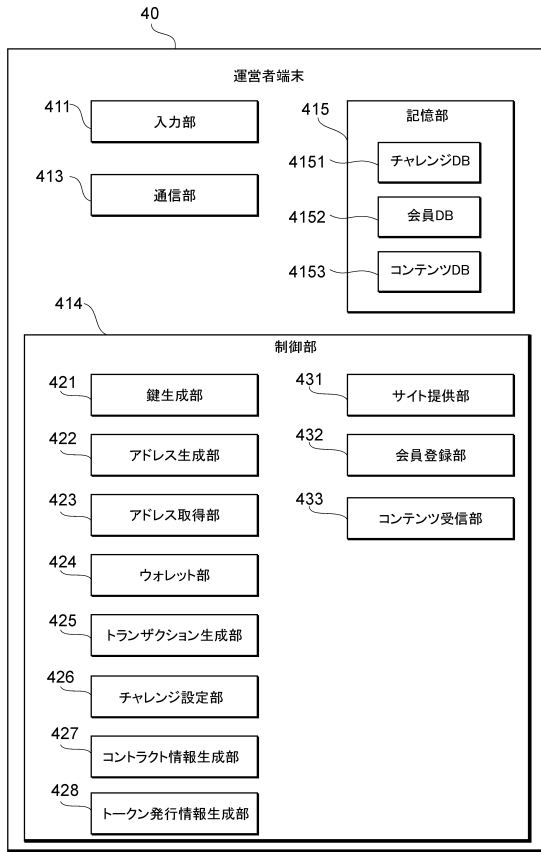 40
運営者端末
411
入力部
413
通信部
415
記憶部
4151
チャレンジDB
4152
会員DB
4153
コンテンツDB
414
制御部
421
鍵生成部
422
アドレス生成部
423
アドレス取得部
424
ウォレット部
425
トランザクション生成部
426
チャレンジ設定部
427
コントラクト情報生成部
428
トークン発行情報生成部
431
サイト提供部
432
会員登録部
433
コンテンツ受信部